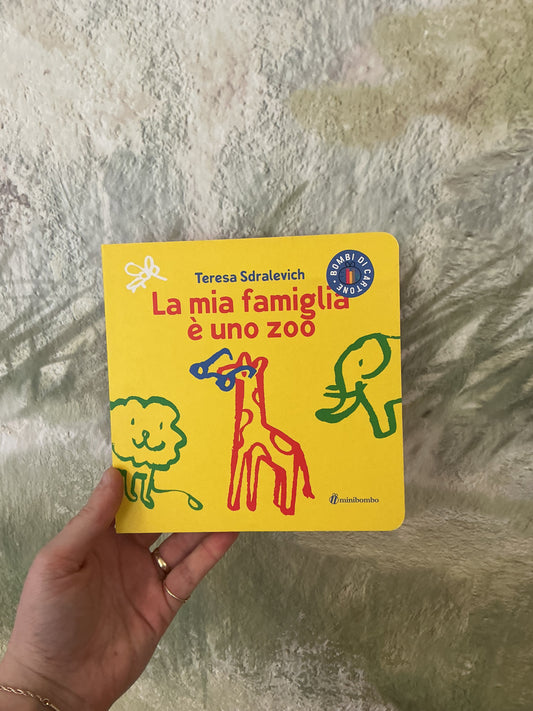 Teresa Sdralevich
La mia famiglia
è uno zoo
BOMBI DI CARTONE
minibombo